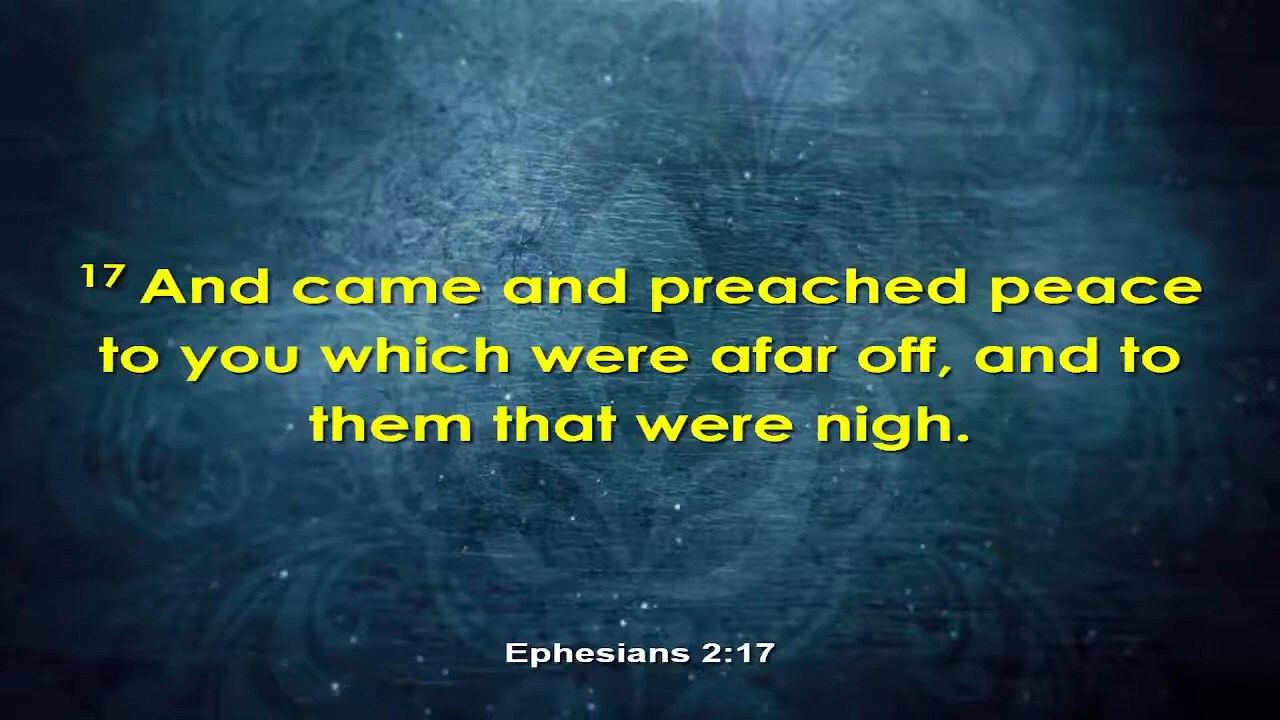 17 And came and preached peace
to you which were afar off, and to
them that were nigh.
Ephesians 2:17